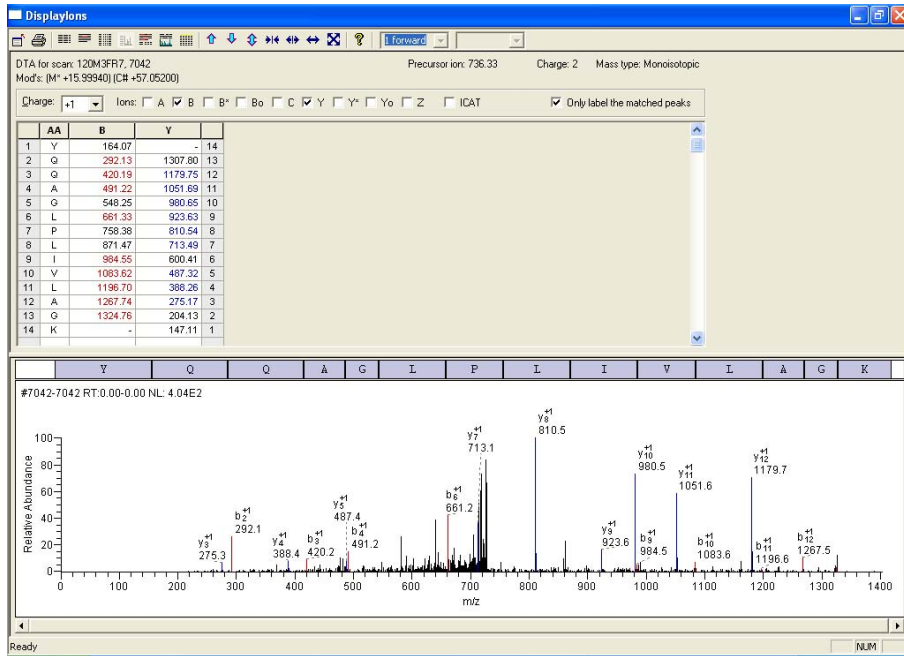 DisplayIons
1 forward
DTA for scan: 120M3FR7, 7042 Precursor ion: 736.33 Charge: 2 Mass type: Monoisotopic
Mod's: (M* +15.99940) (C# +57.05200)
Charge: +1 Ions: A B B* Bo C Y Y* Yo Z ICAT Only label the matched peaks
AA B Y
1 Y 164.07 - 14
2 Q 292.13 1307.80 13
3 Q 420.19 1179.75 12
4 A 491.22 1051.69 11
5 G 548.25 980.65 10
6 L 661.33 923.63 9
7 P 758.38 810.54 8
8 L 871.47 713.49 7
9 I 984.55 600.41 6
10 V 1083.62 487.32 5
11 L 1196.70 388.26 4
12 A 1267.74 275.17 3
13 G 1324.76 204.13 2
14 K - 147.11 1
Y Q Q A G L P L I V L A G K
#7042-7042 RT:0.00-0.00 NL: 4.04E2
Relative Abundance
100
80
60
40
20
0
y3+1
275.3
b2+1
292.1
y4+1
388.4
b3+1
420.2
y5+1
487.4
b4+1
491.2
b6+1
661.2
y7+1
713.1
y8+1
810.5
y9+1
923.6
y10+1
980.5
b9+1
984.5
y11+1
1051.6
b10+1
1083.6
y12+1
1179.7
b11+1
1196.6
b12+1
1267.5
0 100 200 300 400 500 600 700 800 900 1000 1100 1200 1300 1400
m/z
Ready NUM